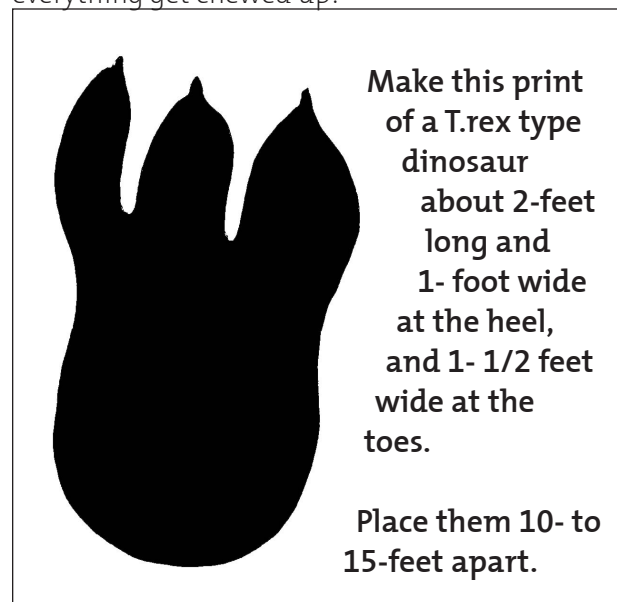 everything get chewed up?
Make this print
of a T.rex type
dinosaur
about 2-feet
long and
1- foot wide
at the heel,
and 1- 1/2 feet
wide at the
toes.
Place them 10- to
15-feet apart.